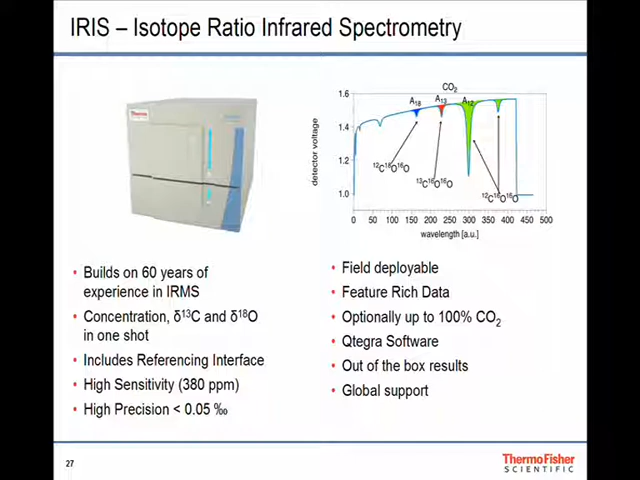 IRIS – Isotope Ratio Infrared Spectrometry
Thermo
CO₂
detector voltage
1.6
1.4
1.2
1.0
A₁₈
A₁₃
A₁₂
¹²C¹⁸O¹⁶O
¹³C¹⁶O¹⁶O
¹²C¹⁶O¹⁶O
0 50 100 150 200 250 300 350 400 450 500
wavelength [a.u.]
• Builds on 60 years of
experience in IRMS
• Concentration, δ¹³C and δ¹⁸O
in one shot
• Includes Referencing Interface
• High Sensitivity (380 ppm)
• High Precision < 0.05 ‰
• Field deployable
• Feature Rich Data
• Optionally up to 100% CO₂
• Qtegra Software
• Out of the box results
• Global support
27
ThermoFisher
SCIENTIFIC